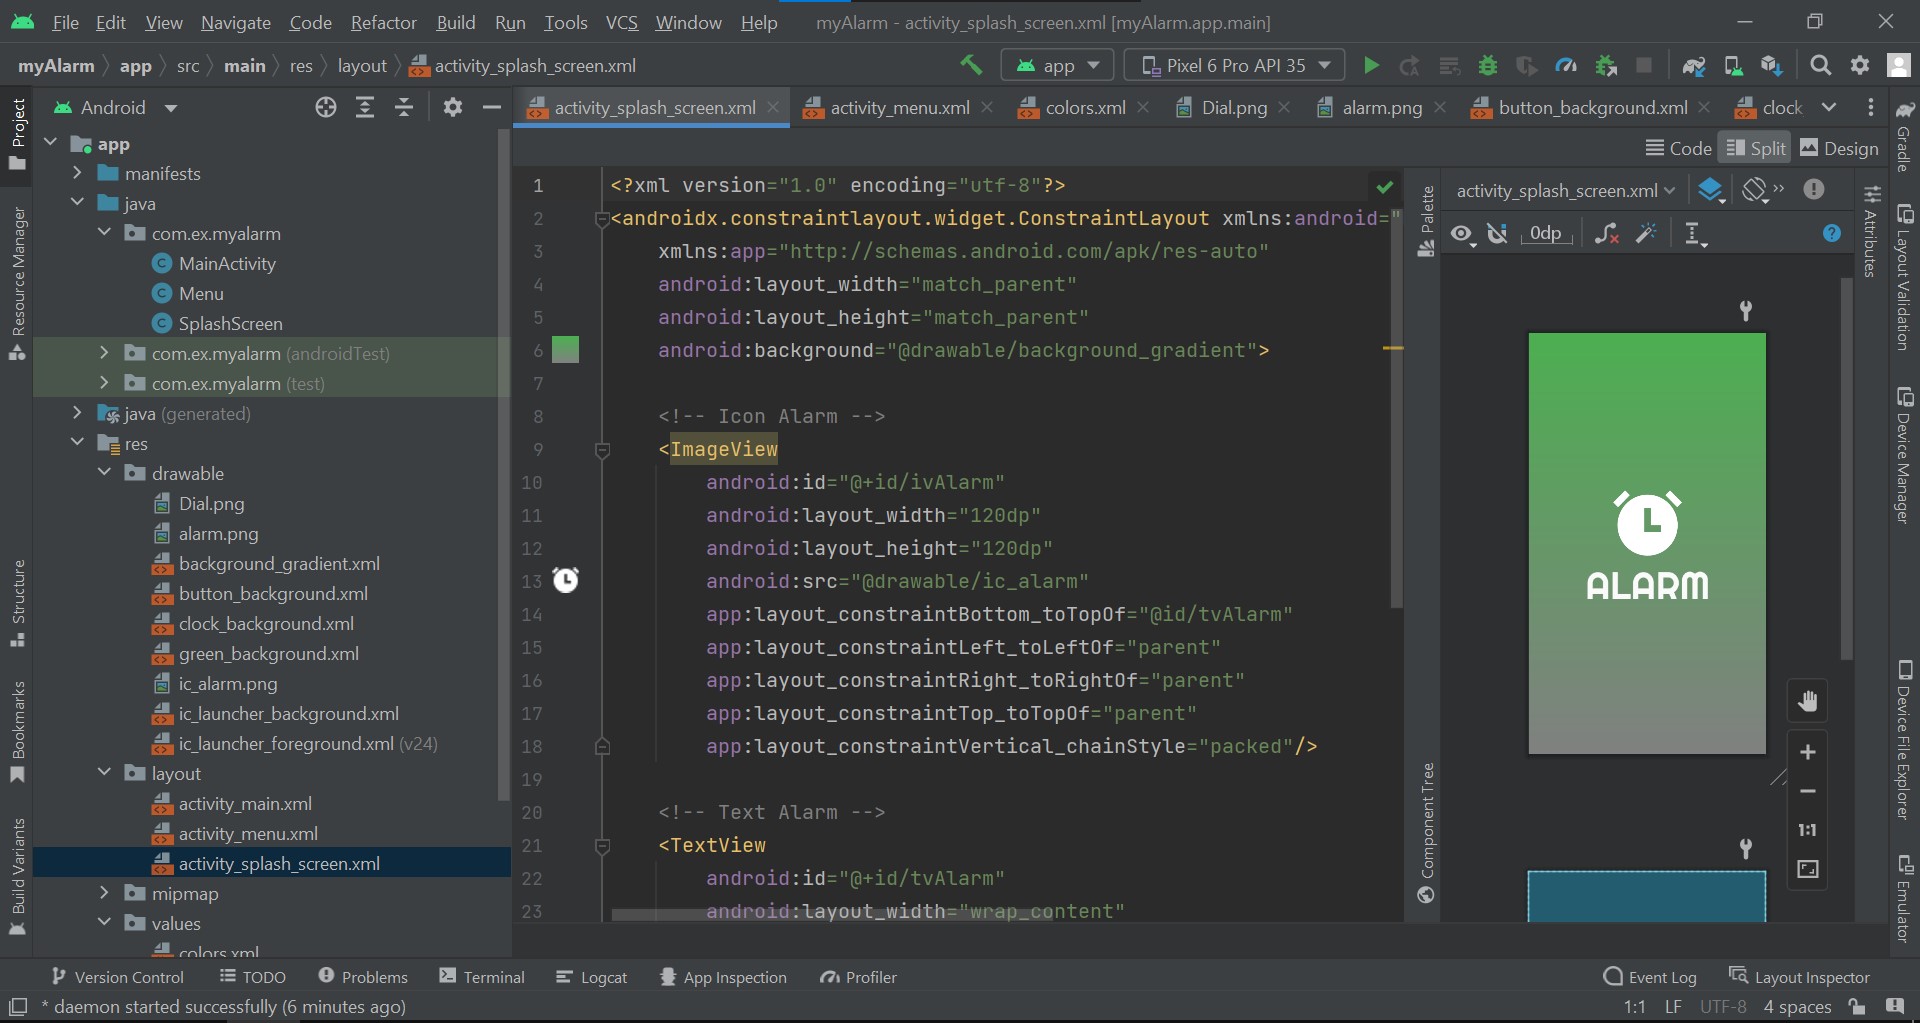 File Edit View Navigate Code Refactor Build Run Tools VCS Window Help myAlarm - activity_splash_screen.xml [myAlarm.app.main]
myAlarm app src main res layout activity_splash_screen.xml app Pixel 6 Pro API 35
Project
Resource Manager
Structure
Bookmarks
Build Variants
Android
app
manifests
java
com.ex.myalarm
MainActivity
Menu
SplashScreen
com.ex.myalarm (androidTest)
com.ex.myalarm (test)
java (generated)
res
drawable
Dial.png
alarm.png
background_gradient.xml
button_background.xml
clock_background.xml
green_background.xml
ic_alarm.png
ic_launcher_background.xml
ic_launcher_foreground.xml (v24)
layout
activity_main.xml
activity_menu.xml
activity_splash_screen.xml
mipmap
values
colors.xml
activity_splash_screen.xml activity_menu.xml colors.xml Dial.png alarm.png button_background.xml clock
Code Split Design
1 <?xml version="1.0" encoding="utf-8"?>
2 <androidx.constraintlayout.widget.ConstraintLayout xmlns:android="
3 xmlns:app="http://schemas.android.com/apk/res-auto"
4 android:layout_width="match_parent"
5 android:layout_height="match_parent"
6 android:background="@drawable/background_gradient">
7
8 <!-- Icon Alarm -->
9 <ImageView
10 android:id="@+id/ivAlarm"
11 android:layout_width="120dp"
12 android:layout_height="120dp"
13 android:src="@drawable/ic_alarm"
14 app:layout_constraintBottom_toTopOf="@id/tvAlarm"
15 app:layout_constraintLeft_toLeftOf="parent"
16 app:layout_constraintRight_toRightOf="parent"
17 app:layout_constraintTop_toTopOf="parent"
18 app:layout_constraintVertical_chainStyle="packed"/>
19
20 <!-- Text Alarm -->
21 <TextView
22 android:id="@+id/tvAlarm"
23 android:layout_width="wrap_content"
Palette
Component Tree
activity_splash_screen.xml
0dp
ALARM
1:1
Attributes
Gradle
Layout Validation
Device Manager
Device File Explorer
Emulator
Version Control TODO Problems Terminal Logcat App Inspection Profiler Event Log Layout Inspector
* daemon started successfully (6 minutes ago) 1:1 LF UTF-8 4 spaces